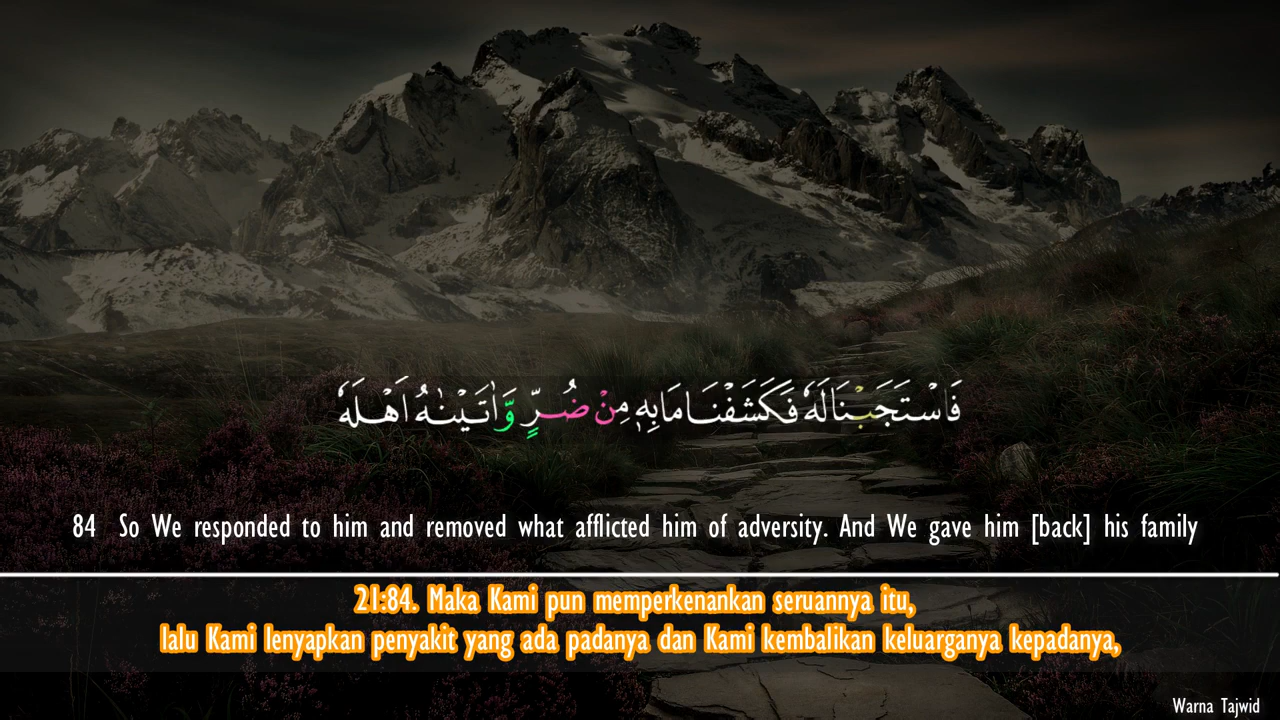 فَاسْتَجَبْنَا لَهٗ فَكَشَفْنَا مَا بِهٖ مِنْ ضُرٍّ وَّاٰتَيْنٰهُ اَهْلَهٗ
84 So We responded to him and removed what afflicted him of adversity. And We gave him [back] his family
21:84. Maka Kami pun memperkenankan seruannya itu,
lalu Kami lenyapkan penyakit yang ada padanya dan Kami kembalikan keluarganya kepadanya,
Warna Tajwid